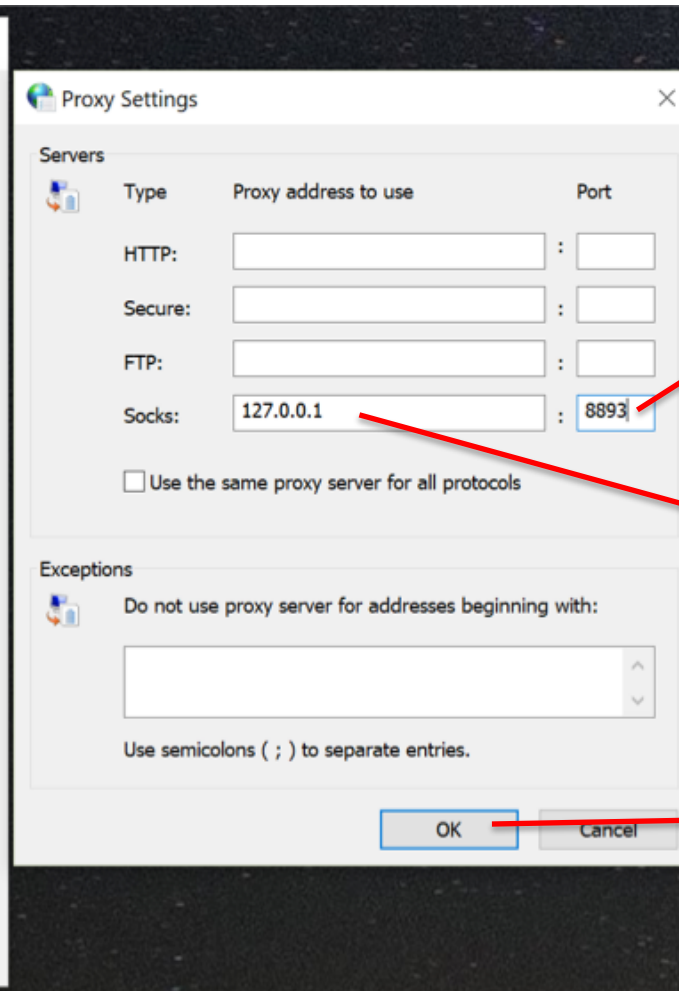 Proxy Settings
Servers
Type Proxy address to use Port
HTTP: :
Secure: :
FTP: :
Socks: 127.0.0.1 : 8893
Use the same proxy server for all protocols
Exceptions
Do not use proxy server for addresses beginning with:
Use semicolons ( ; ) to separate entries.
OK Cancel